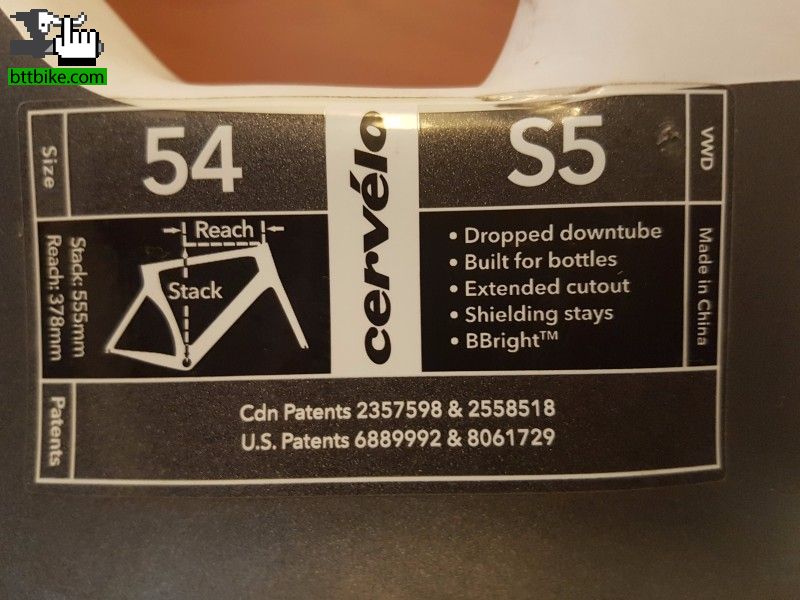 bttbike.com
Size
54
cervélo
S5
VWD
Reach
Stack
Stack: 555mm
Reach: 378mm
• Dropped downtube
• Built for bottles
• Extended cutout
• Shielding stays
• BBright™
Made in China
Patents
Cdn Patents 2357598 & 2558518
U.S. Patents 6889992 & 8061729